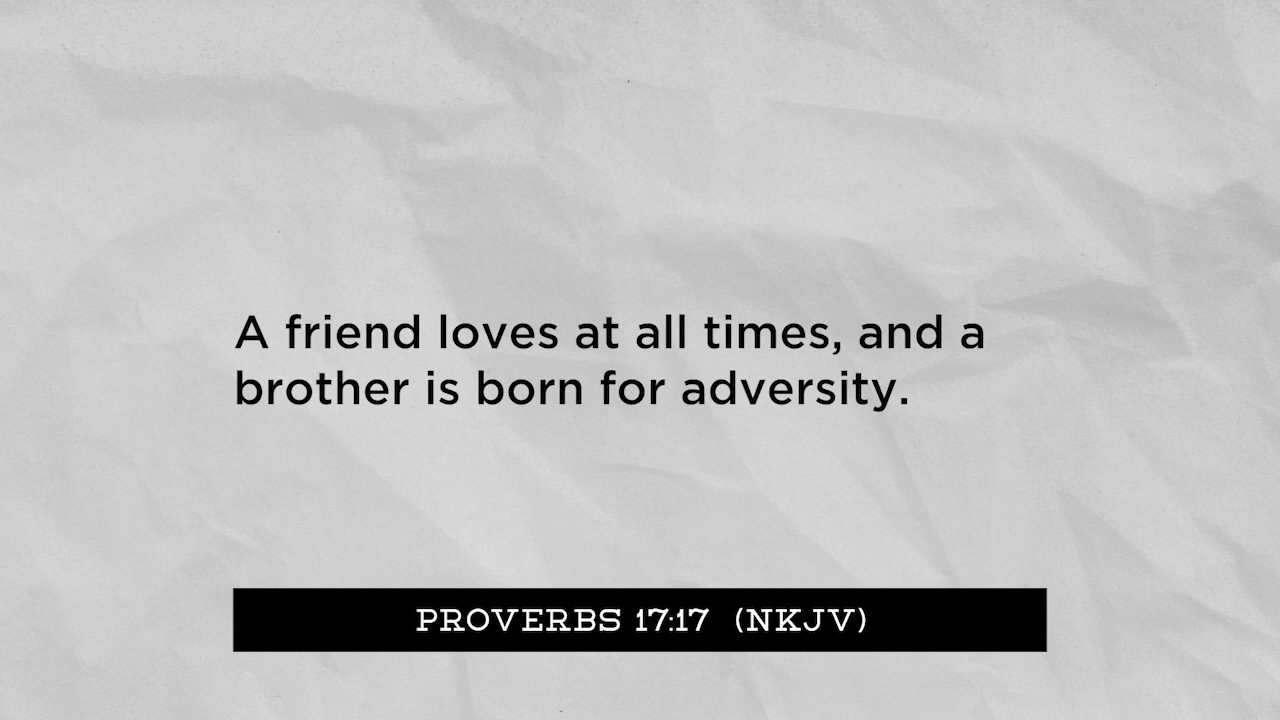 A friend loves at all times, and a
brother is born for adversity.
PROVERBS 17:17 (NKJV)